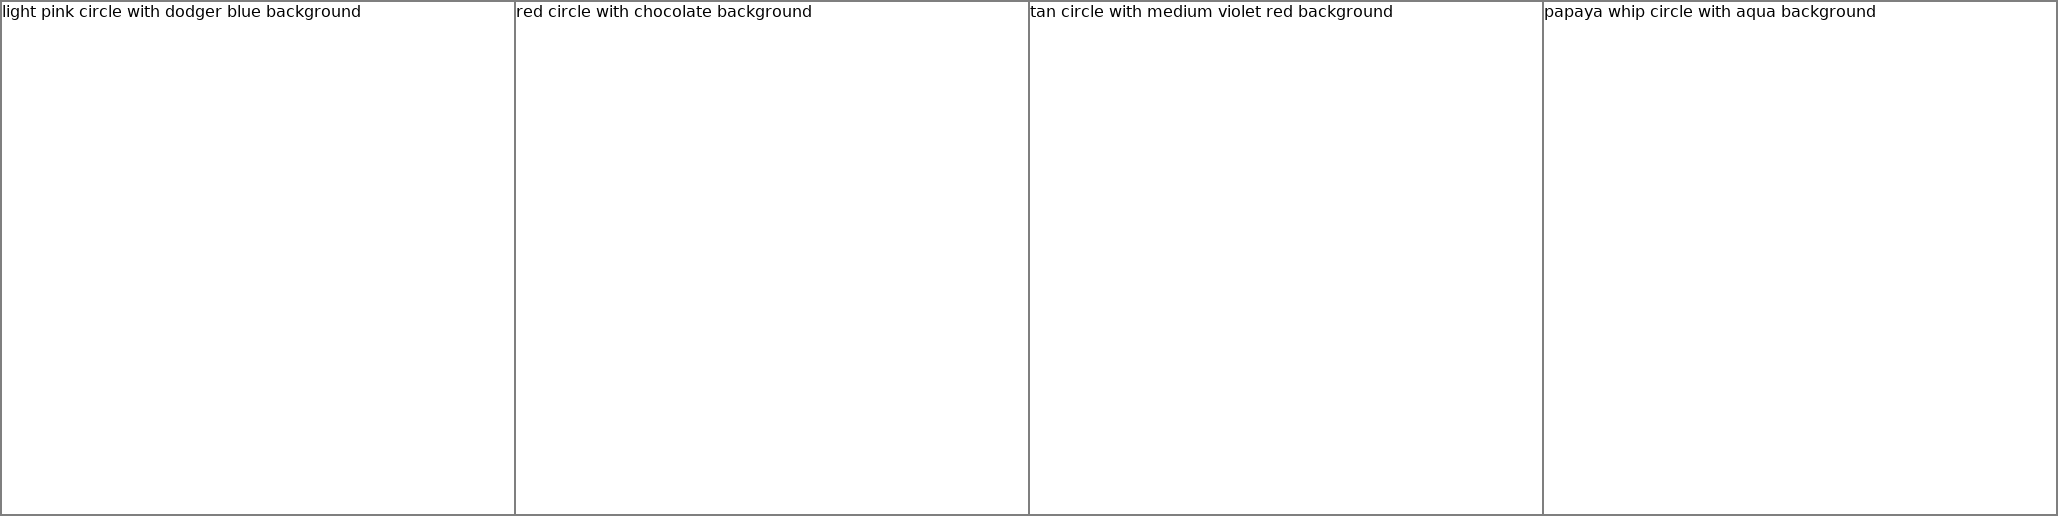 light pink circle with dodger blue background
red circle with chocolate background
tan circle with medium violet red background
papaya whip circle with aqua background